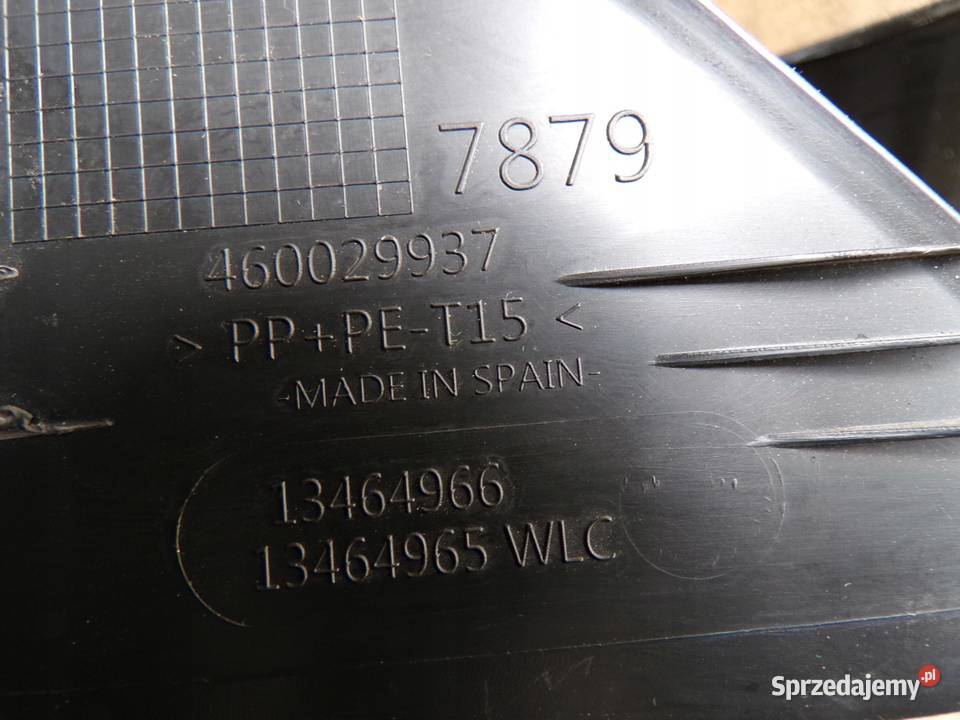 7879
460029937
> PP+PE-T15 <
-MADE IN SPAIN-
13464966
13464965 WLC
Sprzedajemy.pl